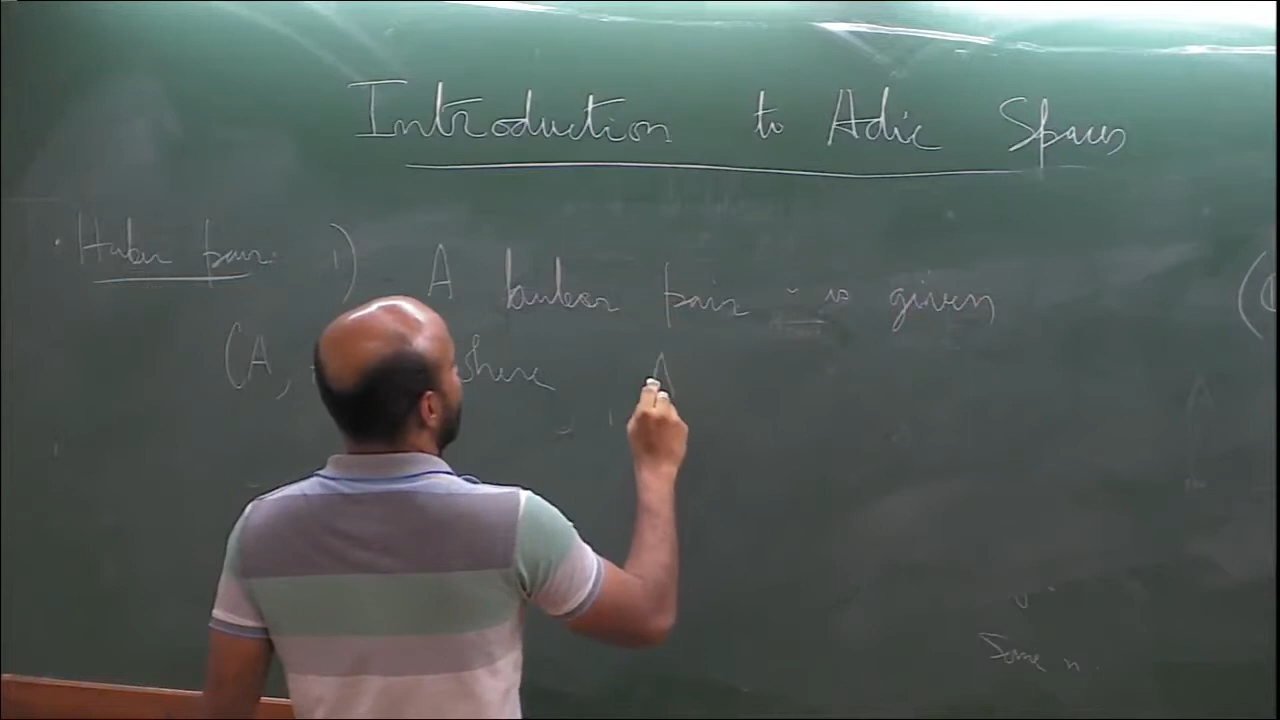 Introduction to Adic Spaces
· Huber pair: 1) A huber pair is given
(A, where A
Some n.